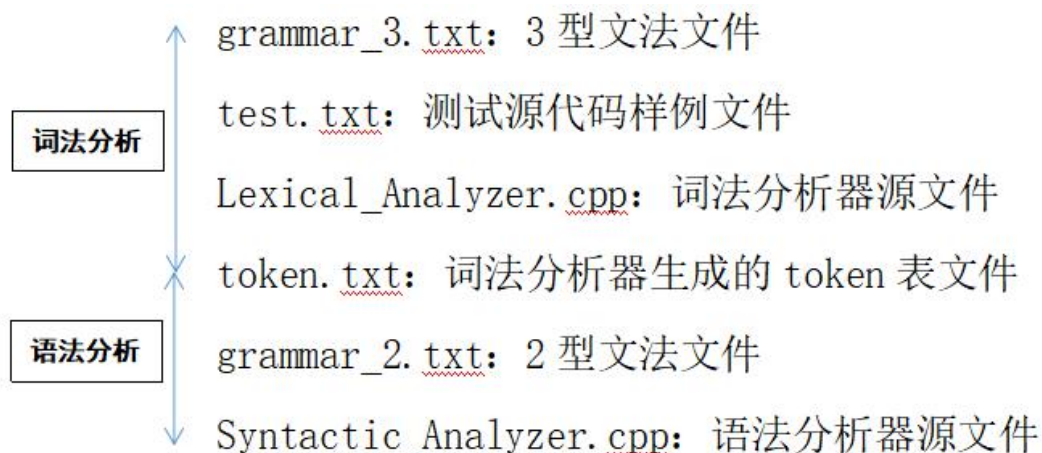 grammar_3.txt：3 型文法文件
test.txt：测试源代码样例文件
词法分析
Lexical_Analyzer.cpp：词法分析器源文件
token.txt：词法分析器生成的 token 表文件
语法分析
grammar_2.txt：2 型文法文件
Syntactic Analyzer.cpp：语法分析器源文件